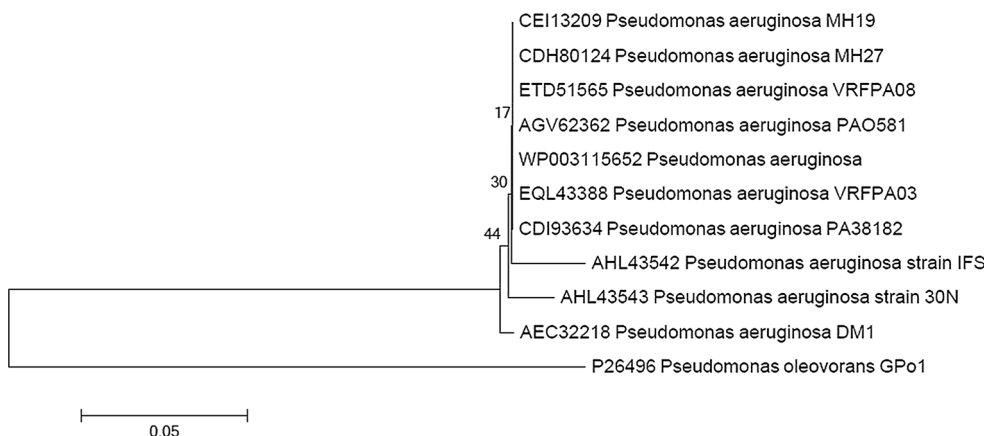 CEI13209 Pseudomonas aeruginosa MH19
CDH80124 Pseudomonas aeruginosa MH27
ETD51565 Pseudomonas aeruginosa VRFPA08
17
AGV62362 Pseudomonas aeruginosa PAO581
WP003115652 Pseudomonas aeruginosa
30
EQL43388 Pseudomonas aeruginosa VRFPA03
CDI93634 Pseudomonas aeruginosa PA38182
44
AHL43542 Pseudomonas aeruginosa strain IFS
AHL43543 Pseudomonas aeruginosa strain 30N
AEC32218 Pseudomonas aeruginosa DM1
P26496 Pseudomonas oleovorans GPo1
0.05